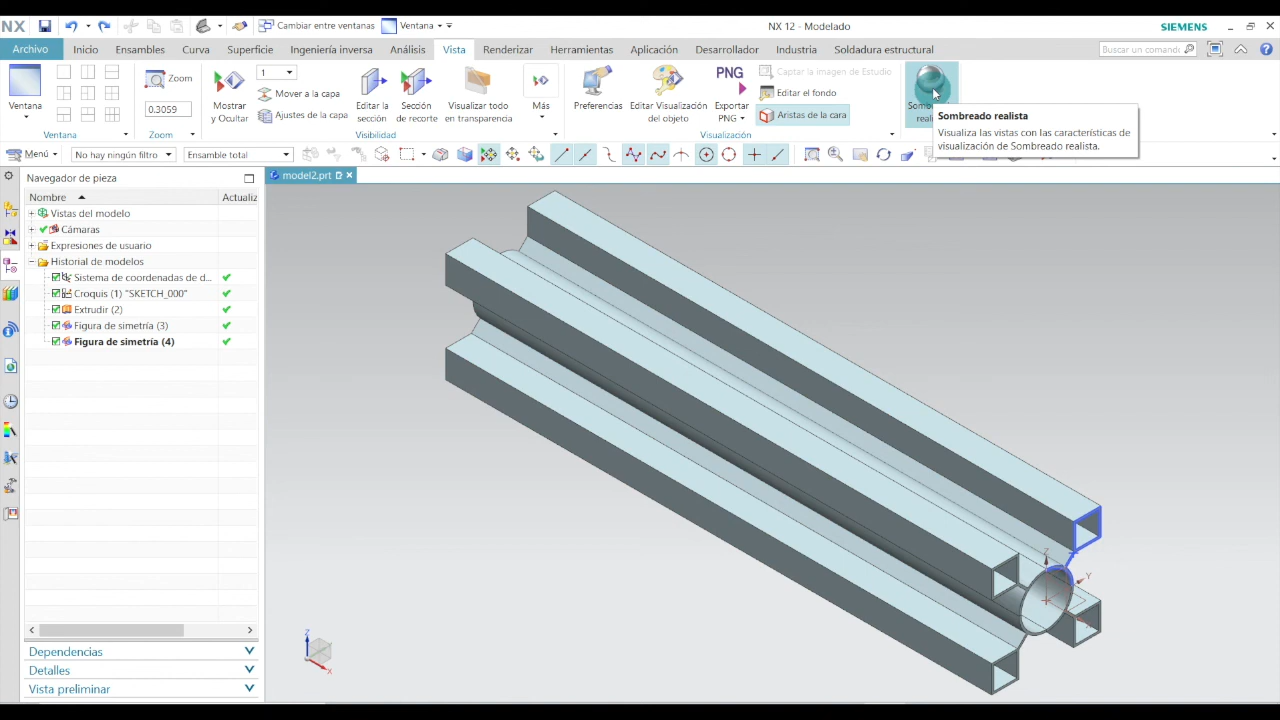 NX
Cambiar entre ventanas
Ventana
NX 12 - Modelado
SIEMENS
Archivo
Inicio
Ensambles
Curva
Superficie
Ingeniería inversa
Análisis
Vista
Renderizar
Herramientas
Aplicación
Desarrollador
Industria
Soldadura estructural
Buscar un comando
Ventana
Zoom
0.3059
Mostrar
y Ocultar
1
Mover a la capa
Ajustes de la capa
Editar la
sección
Sección
de recorte
Visualizar todo
en transparencia
Más
Preferencias
Editar Visualización
del objeto
PNG
Exportar
PNG
Captar la imagen de Estudio
Editar el fondo
Aristas de la cara
Ventana
Zoom
Visibilidad
Visualización
Sombreado realista
Visualiza las vistas con las características de
visualización de Sombreado realista.
Menú
No hay ningún filtro
Ensamble total
Navegador de pieza
model2.prt
Nombre
Actualiz
Vistas del modelo
Cámaras
Expresiones de usuario
Historial de modelos
Sistema de coordenadas de d...
Croquis (1) "SKETCH_000"
Extrudir (2)
Figura de simetría (3)
Figura de simetría (4)
Z
Y
Z
X
Dependencias
Detalles
Vista preliminar